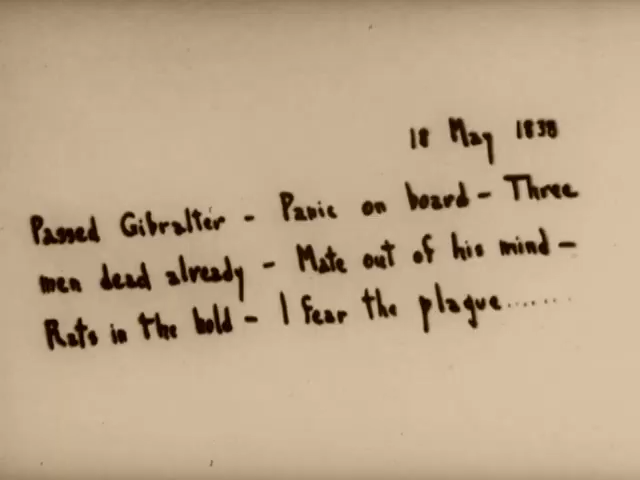 18 May 1838
Passed Gibralter - Panic on board - Three
men dead already - Mate out of his mind -
Rats in the hold - I fear the plague.......